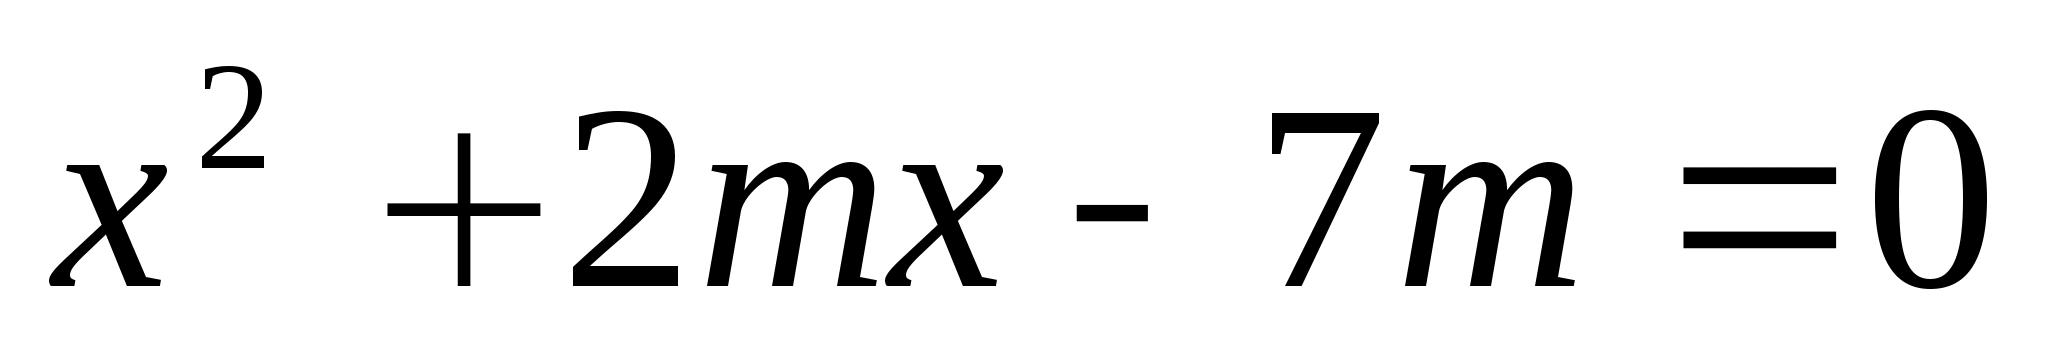 x² +2mx - 7m =0